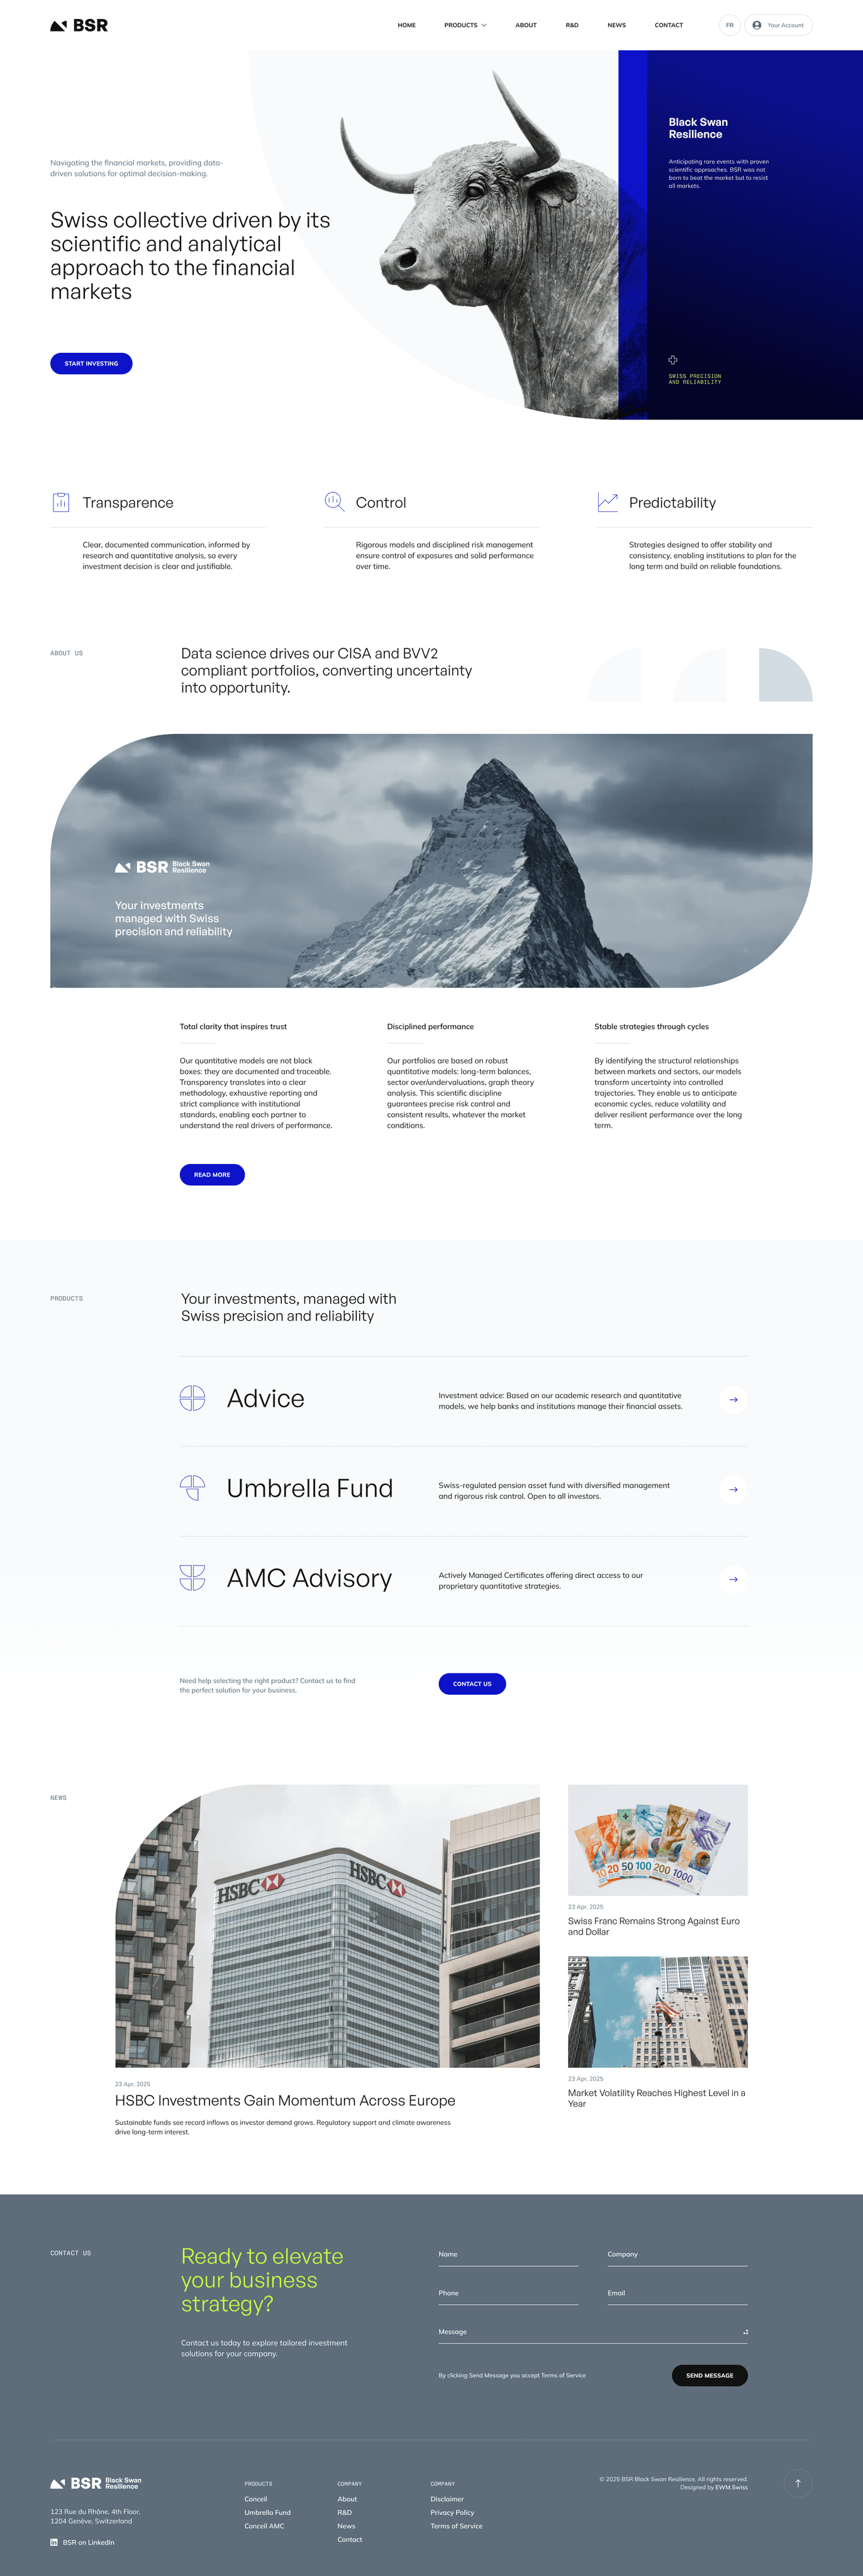 BSR
HOME
PRODUCTS
ABOUT
R&D
NEWS
CONTACT
FR
Your Account
Navigating the financial markets, providing data-
driven solutions for optimal decision-making.
Swiss collective driven by its
scientific and analytical
approach to the financial
markets
START INVESTING
Black Swan
Resilience
Anticipating rare events with proven
scientific approaches. BSR was not
born to beat the market but to resist
all markets.
SWISS PRECISION
AND RELIABILITY
Transparence
Clear, documented communication, informed by
research and quantitative analysis, so every
investment decision is clear and justifiable.
Control
Rigorous models and disciplined risk management
ensure control of exposures and solid performance
over time.
Predictability
Strategies designed to offer stability and
consistency, enabling institutions to plan for the
long term and build on reliable foundations.
ABOUT US
Data science drives our CISA and BVV2
compliant portfolios, converting uncertainty
into opportunity.
BSR Black Swan
Resilience
Your investments
managed with Swiss
precision and reliability
Total clarity that inspires trust
Our quantitative models are not black
boxes: they are documented and traceable.
Transparency translates into a clear
methodology, exhaustive reporting and
strict compliance with institutional
standards, enabling each partner to
understand the real drivers of performance.
Disciplined performance
Our portfolios are based on robust
quantitative models: long-term balances,
sector over/undervaluations, graph theory
analysis. This scientific discipline
guarantees precise risk control and
consistent results, whatever the market
conditions.
Stable strategies through cycles
By identifying the structural relationships
between markets and sectors, our models
transform uncertainty into controlled
trajectories. They enable us to anticipate
economic cycles, reduce volatility and
deliver resilient performance over the long
term.
READ MORE
PRODUCTS
Your investments, managed with
Swiss precision and reliability
Advice
Investment advice: Based on our academic research and quantitative
models, we help banks and institutions manage their financial assets.
Umbrella Fund
Swiss-regulated pension asset fund with diversified management
and rigorous risk control. Open to all investors.
AMC Advisory
Actively Managed Certificates offering direct access to our
proprietary quantitative strategies.
Need help selecting the right product? Contact us to find
the perfect solution for your business.
CONTACT US
NEWS
HSBC
HSBC
23 Apr, 2025
HSBC Investments Gain Momentum Across Europe
Sustainable funds see record inflows as investor demand grows. Regulatory support and climate awareness
drive long-term interest.
10 20 50 100 200 1000
23 Apr, 2025
Swiss Franc Remains Strong Against Euro
and Dollar
23 Apr, 2025
Market Volatility Reaches Highest Level in a
Year
CONTACT US
Ready to elevate
your business
strategy?
Contact us today to explore tailored investment
solutions for your company.
Name
Company
Phone
Email
Message
By clicking Send Message you accept Terms of Service
SEND MESSAGE
BSR Black Swan
Resilience
123 Rue du Rhône, 4th Floor,
1204 Genève, Switzerland
BSR on LinkedIn
PRODUCTS
Conceil
Umbrella Fund
Conceil AMC
COMPANY
About
R&D
News
Contact
COMPANY
Disclaimer
Privacy Policy
Terms of Service
© 2025 BSR Black Swan Resilience. All rights reserved.
Designed by EWM.Swiss